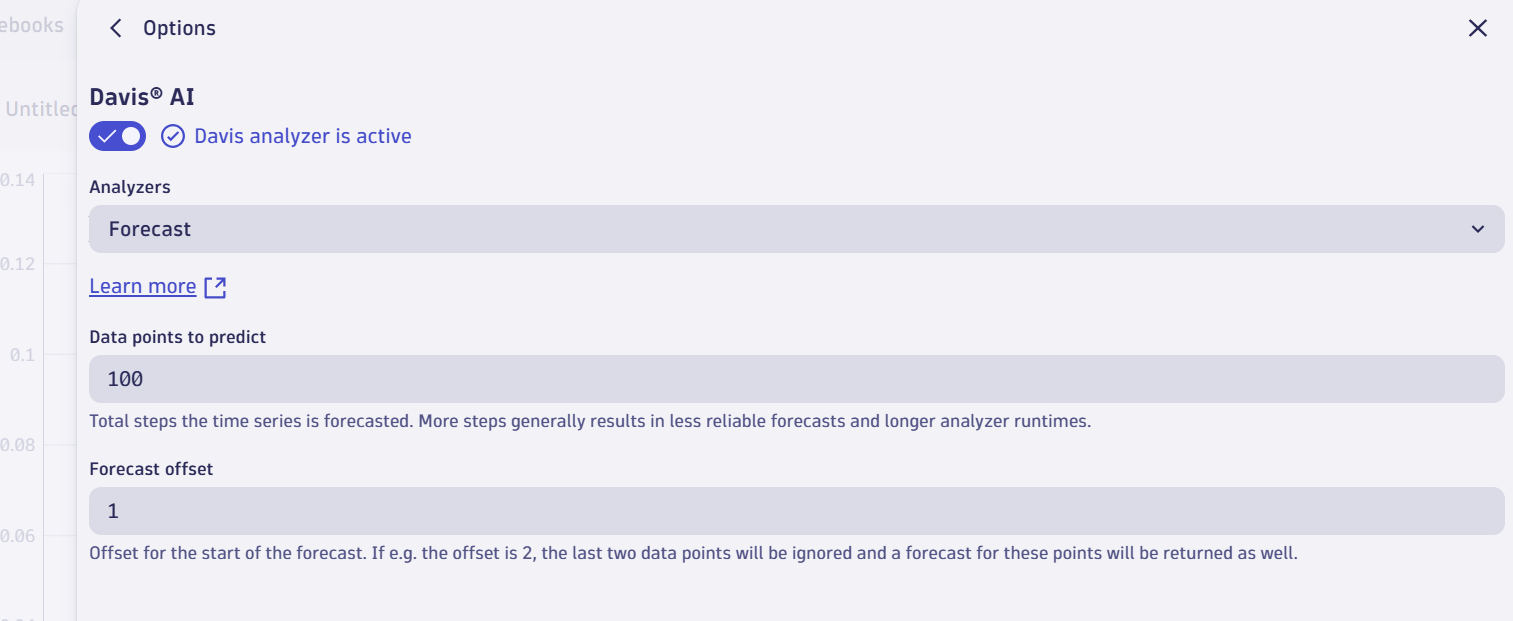 Options
Davis® AI
Davis analyzer is active
Analyzers
Forecast
Learn more
Data points to predict
100
Total steps the time series is forecasted. More steps generally results in less reliable forecasts and longer analyzer runtimes.
Forecast offset
1
Offset for the start of the forecast. If e.g. the offset is 2, the last two data points will be ignored and a forecast for these points will be returned as well.
ebooks
Untitled
0.14
0.12
0.1
0.08
0.06